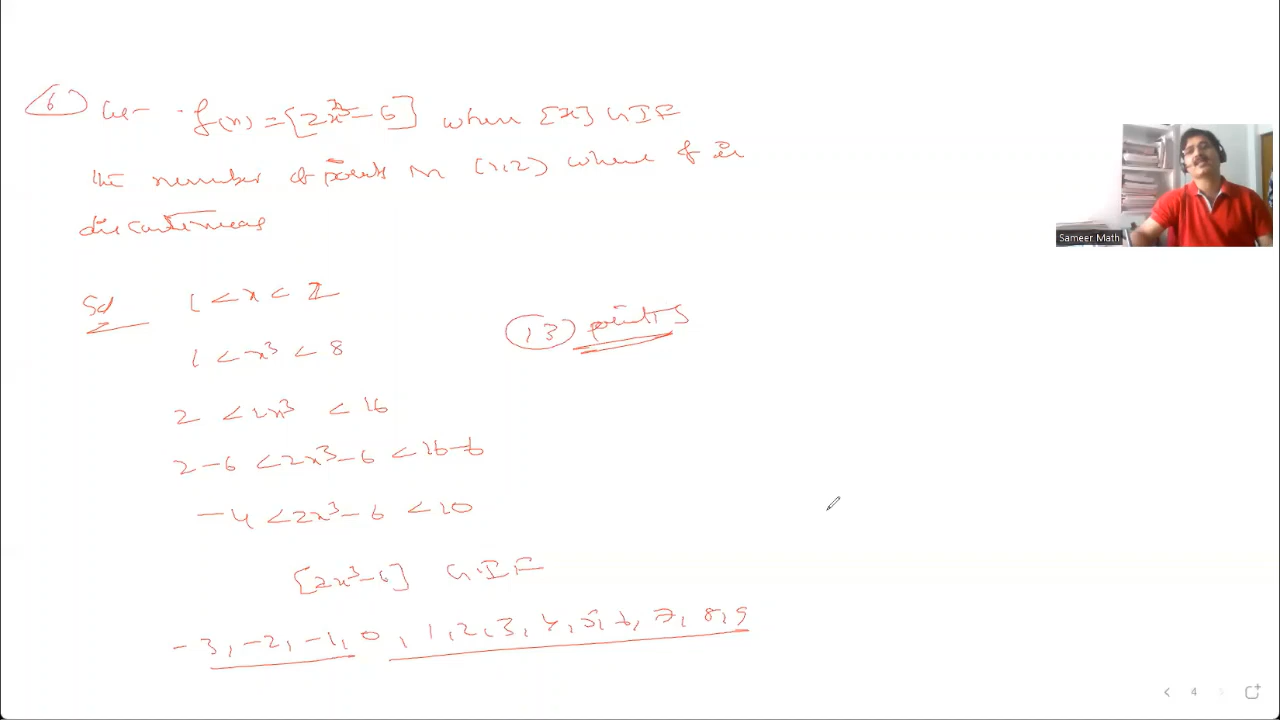 6 Let f(x) = [2x³ - 6] where [x] GIF
the number of points in (1,2) where f is
discontinuous
Sol 1 < x < 2
13 points
1 < x³ < 8
2 < 2x³ < 16
2 - 6 < 2x³ - 6 < 16 - 6
- 4 < 2x³ - 6 < 10
[2x³ - 6] GIF
- 3, - 2, - 1, 0, 1, 2, 3, 4, 5, 6, 7, 8, 9
Sameer Math
4